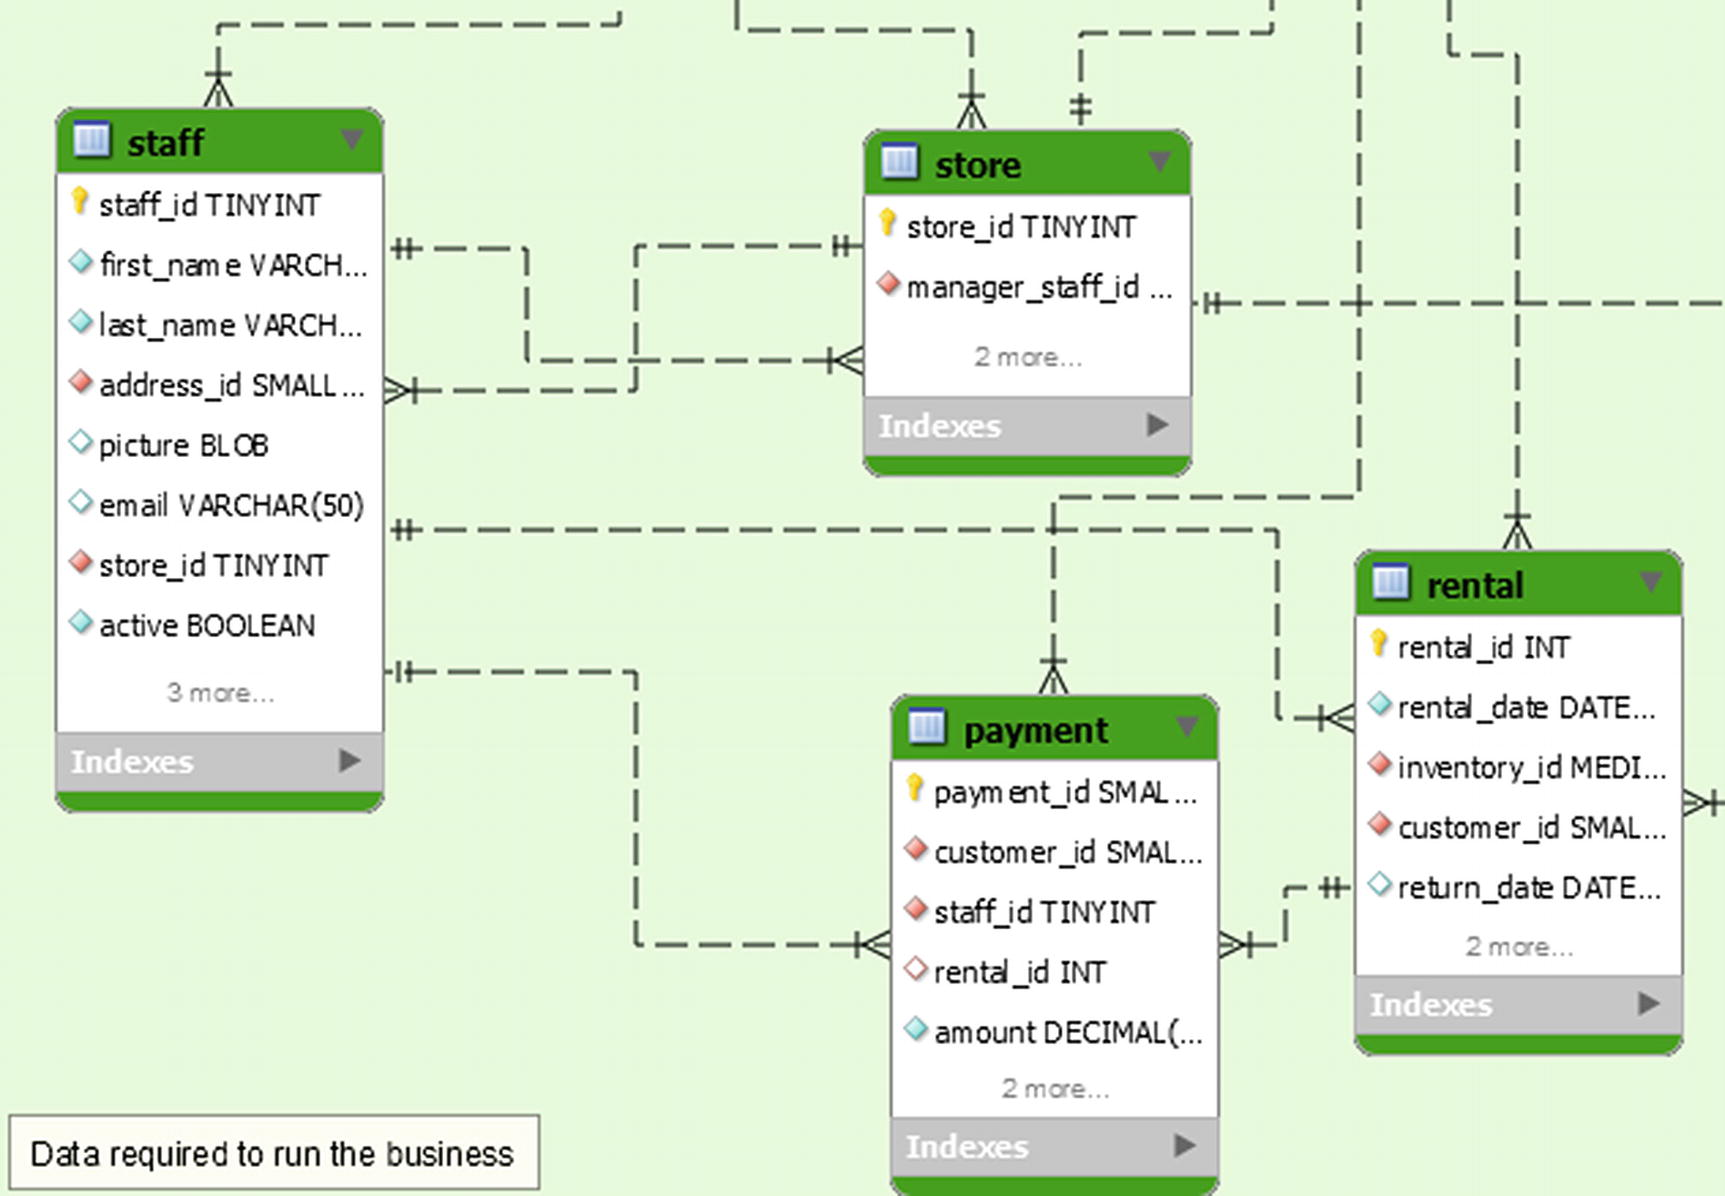 staff
staff_id TINYINT
first_name VARCH...
last_name VARCH...
address_id SMALL...
picture BLOB
email VARCHAR(50)
store_id TINYINT
active BOOLEAN
3 more...
Indexes
store
store_id TINYINT
manager_staff_id ...
2 more...
Indexes
payment
payment_id SMAL...
customer_id SMAL...
staff_id TINYINT
rental_id INT
amount DECIMAL(...
2 more...
Indexes
rental
rental_id INT
rental_date DATE...
inventory_id MEDI...
customer_id SMAL...
return_date DATE...
2 more...
Indexes
Data required to run the business